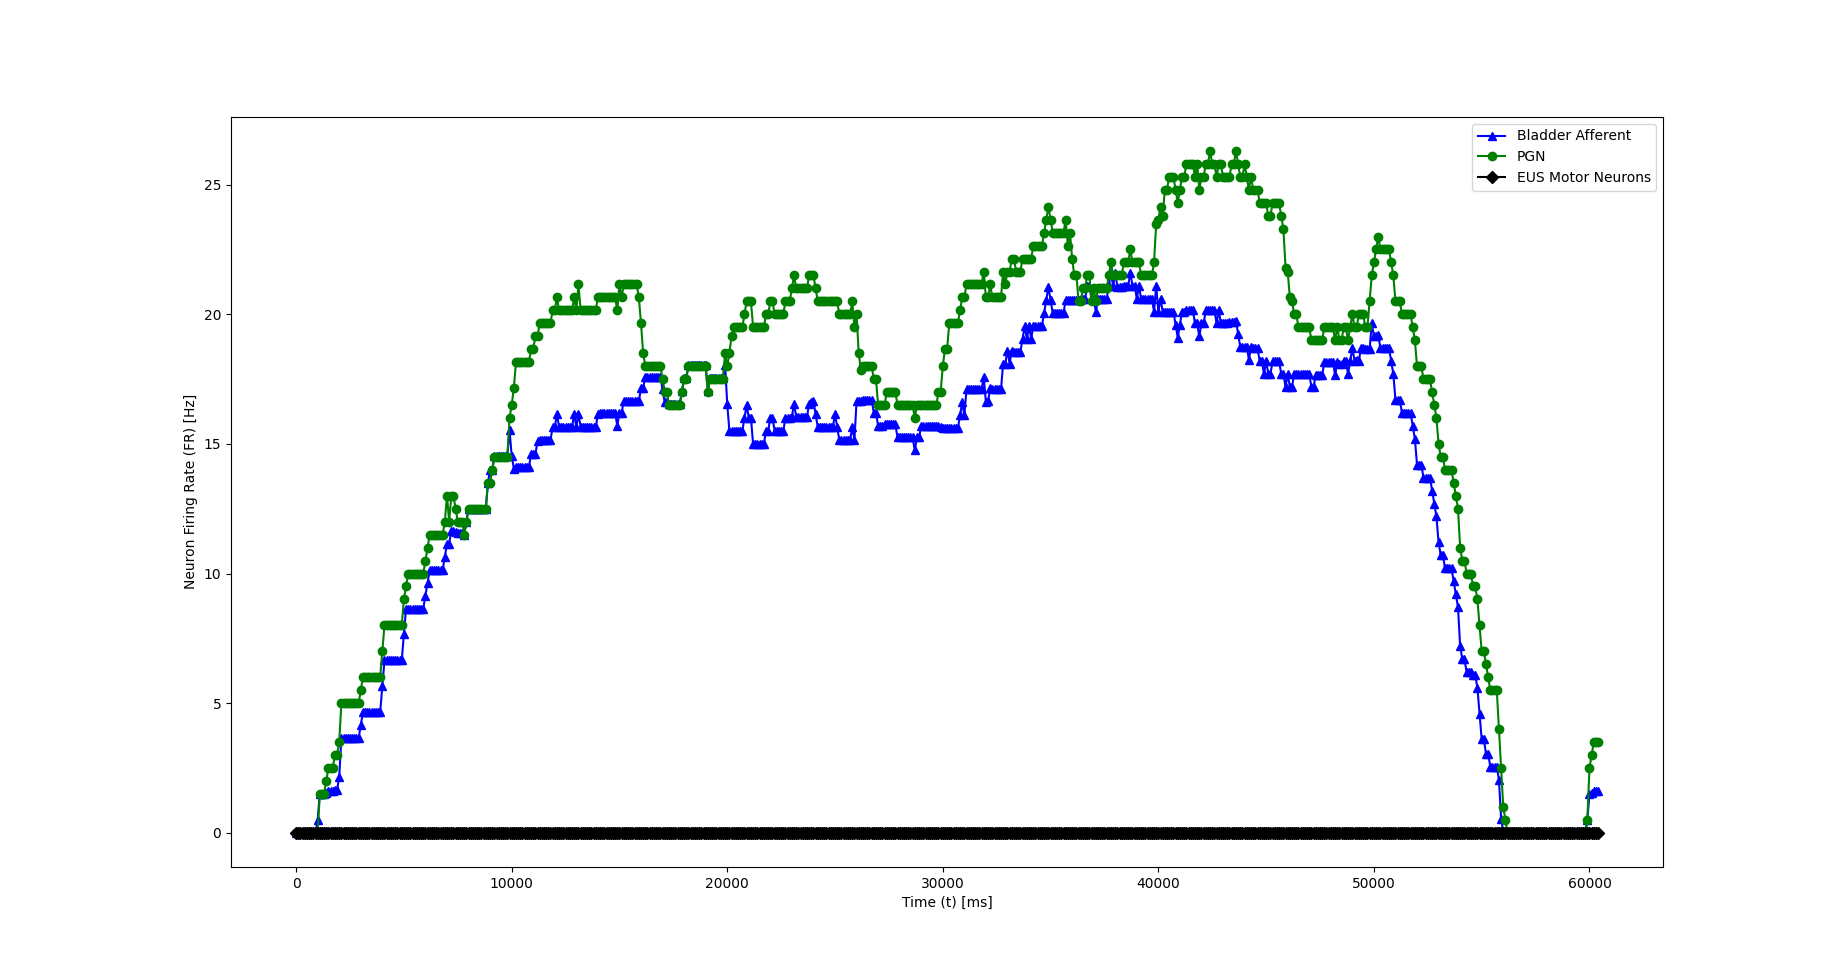 Bladder Afferent
PGN
EUS Motor Neurons
Neuron Firing Rate (FR) [Hz]
25
20
15
10
5
0
0 10000 20000 30000 40000 50000 60000
Time (t) [ms]